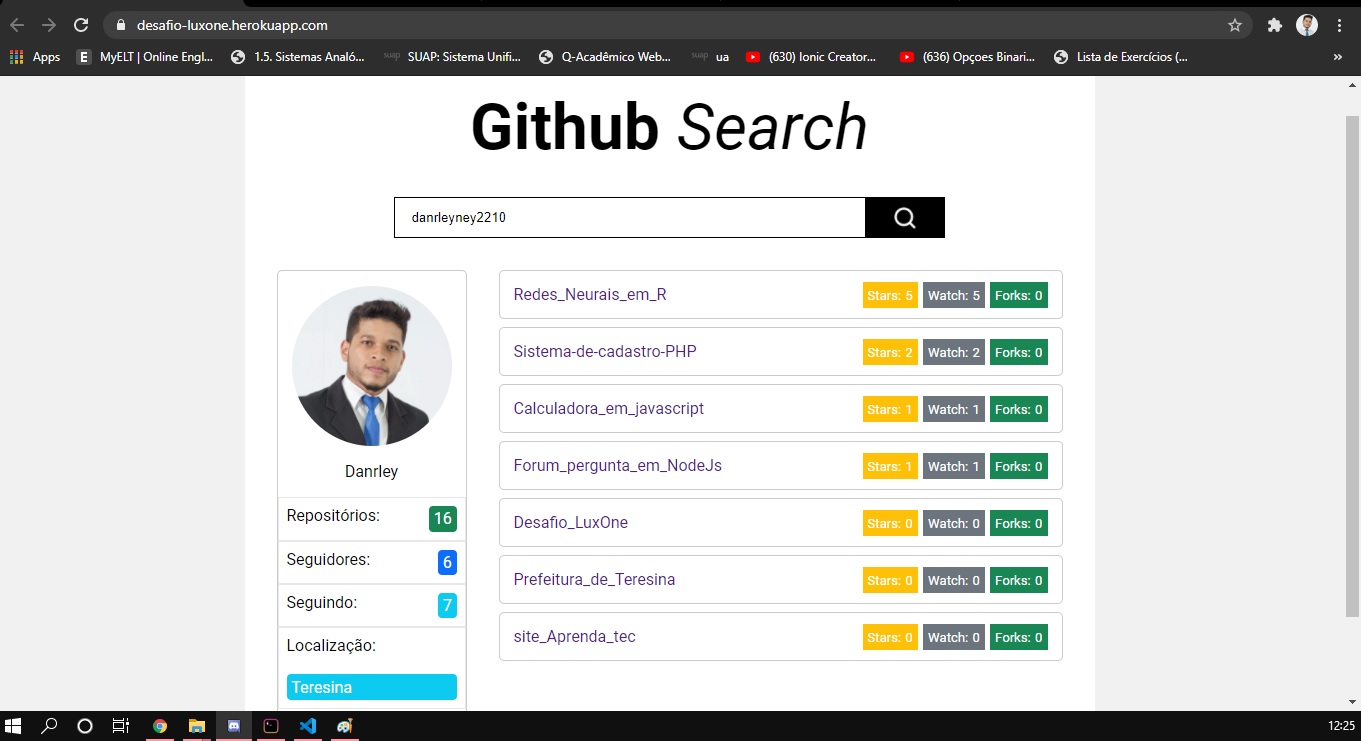 desafio-luxone.herokuapp.com
Apps
E MyELT | Online Engl...
1.5. Sistemas Analó...
suap SUAP: Sistema Unifi...
Q-Acadêmico Web...
suap ua
(630) Ionic Creator...
(636) Opçoes Binari...
Lista de Exercícios (...
»
Github Search
danrleyney2210
Danrley
Repositórios: 16
Seguidores: 6
Seguindo: 7
Localização:
Teresina
Redes_Neurais_em_R Stars: 5 Watch: 5 Forks: 0
Sistema-de-cadastro-PHP Stars: 2 Watch: 2 Forks: 0
Calculadora_em_javascript Stars: 1 Watch: 1 Forks: 0
Forum_pergunta_em_NodeJs Stars: 1 Watch: 1 Forks: 0
Desafio_LuxOne Stars: 0 Watch: 0 Forks: 0
Prefeitura_de_Teresina Stars: 0 Watch: 0 Forks: 0
site_Aprenda_tec Stars: 0 Watch: 0 Forks: 0
12:25